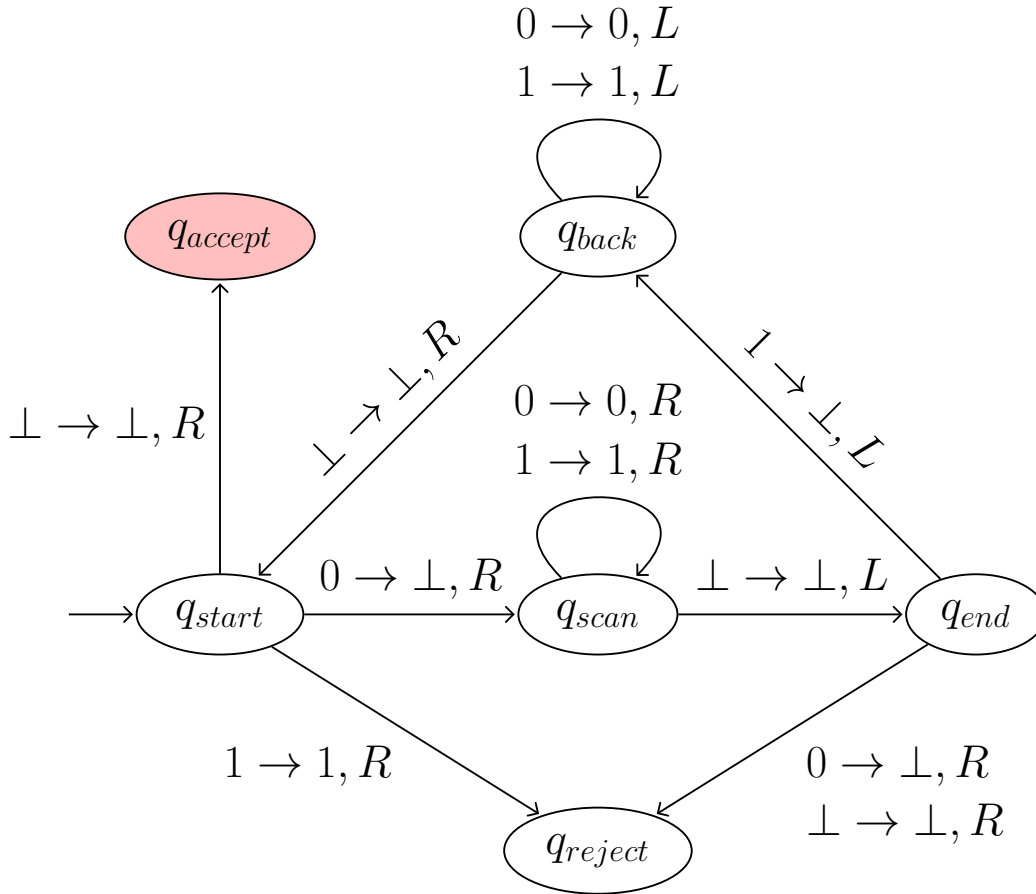 0 → 0, L
1 → 1, L
q_accept
q_back
⊥ → ⊥, R
⊥ → ⊥, R
1 → ⊥, L
0 → 0, R
1 → 1, R
q_start
0 → ⊥, R
q_scan
⊥ → ⊥, L
q_end
1 → 1, R
0 → ⊥, R
⊥ → ⊥, R
q_reject